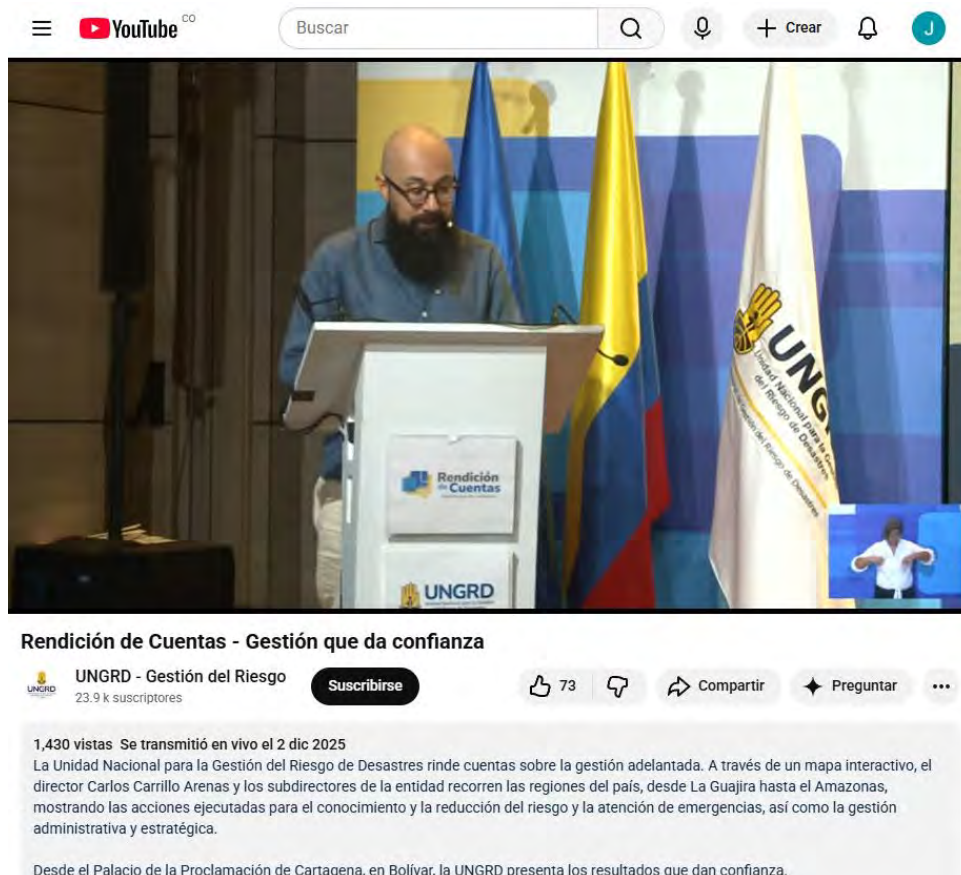 YouTube CO
Buscar
Crear
J
UNG
Unidad Nacional para la
del Riesgo de Desastres
Rendición
de Cuentas
UNGRD
Rendición de Cuentas - Gestión que da confianza
UNGRD
UNGRD - Gestión del Riesgo
23.9 k suscriptores
Suscribirse
73
Compartir
Preguntar
1,430 vistas Se transmitió en vivo el 2 dic 2025
La Unidad Nacional para la Gestión del Riesgo de Desastres rinde cuentas sobre la gestión adelantada. A través de un mapa interactivo, el
director Carlos Carrillo Arenas y los subdirectores de la entidad recorren las regiones del país, desde La Guajira hasta el Amazonas,
mostrando las acciones ejecutadas para el conocimiento y la reducción del riesgo y la atención de emergencias, así como la gestión
administrativa y estratégica.
Desde el Palacio de la Proclamación de Cartagena, en Bolívar, la UNGRD presenta los resultados que dan confianza.